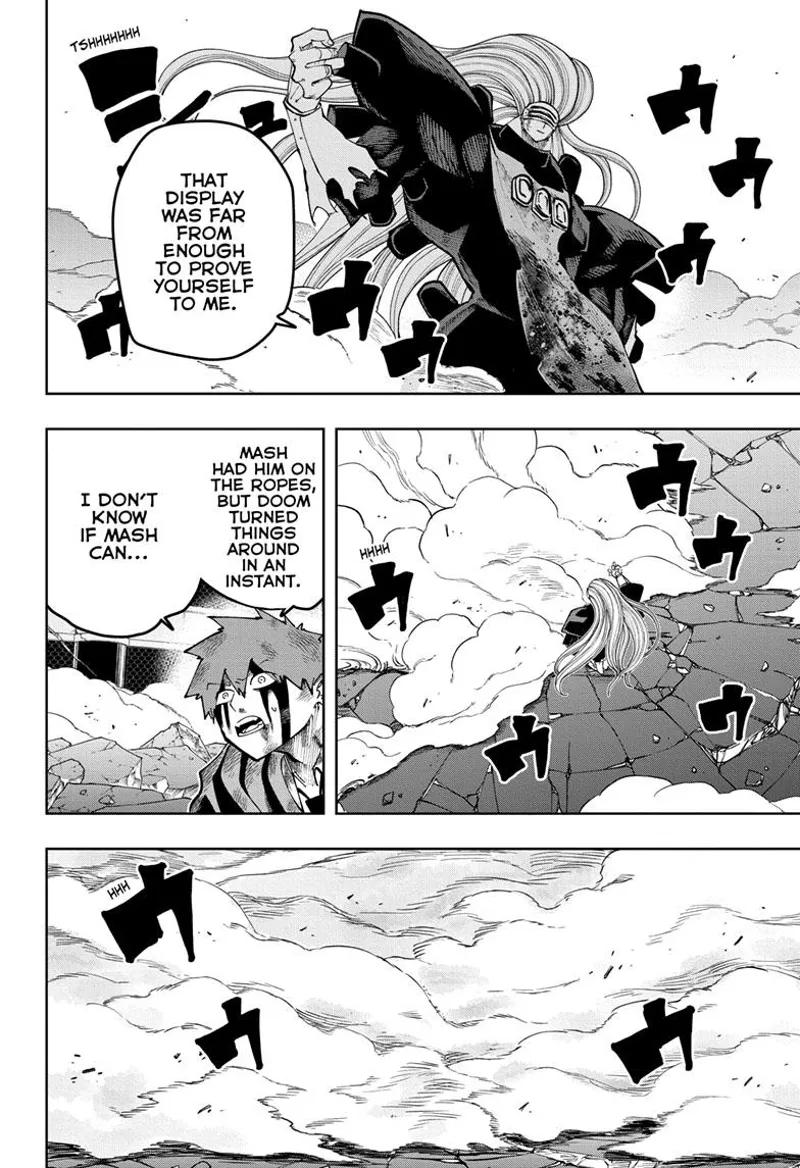 TSHHHHHHH
シュウウウウウ
THAT
DISPLAY
WAS FAR
FROM
ENOUGH
TO PROVE
YOURSELF
TO ME.
HHHH
ウウウウ
MASH
HAD HIM ON
THE ROPES,
BUT DOOM
TURNED
THINGS
AROUND
IN AN
INSTANT.
I DON'T
KNOW
IF MASH
CAN...
HHH
ウウウ